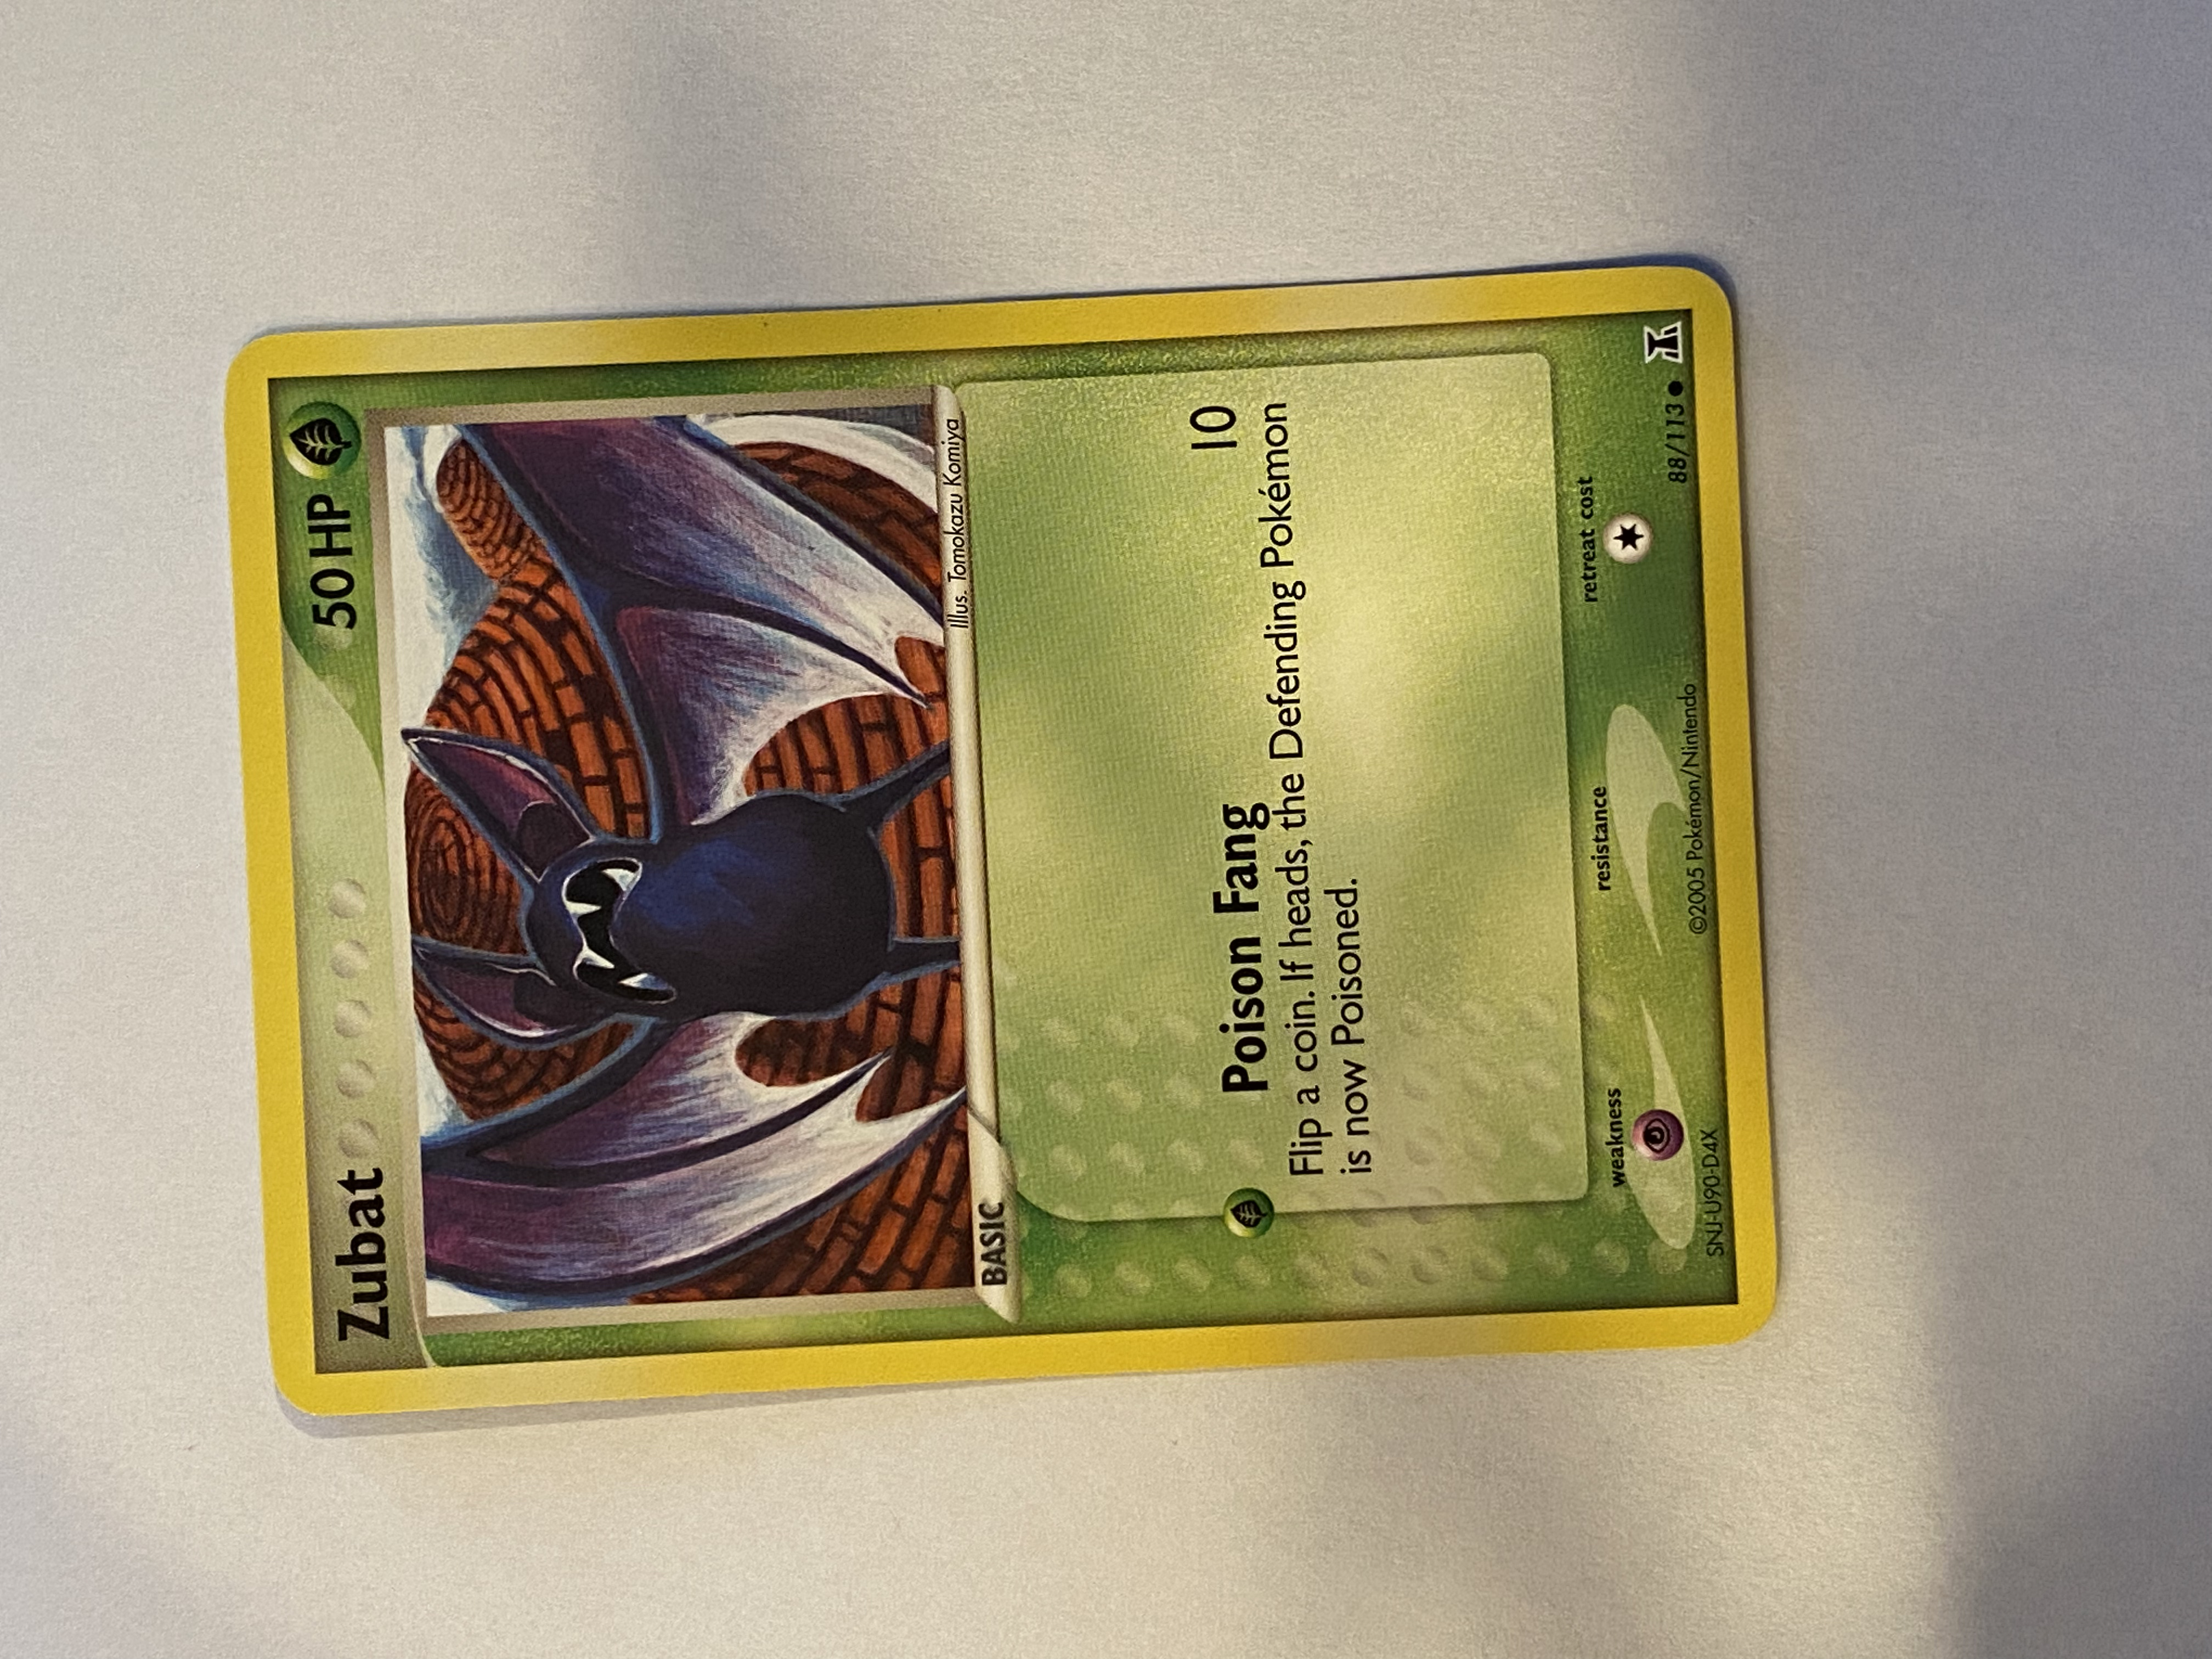 Zubat
50 HP
Illus. Tomokazu Komiya
BASIC
Poison Fang 10
Flip a coin. If heads, the Defending Pokémon
is now Poisoned.
weakness resistance retreat cost
88/113
SNJ-U90-D4X ©2005 Pokémon/Nintendo